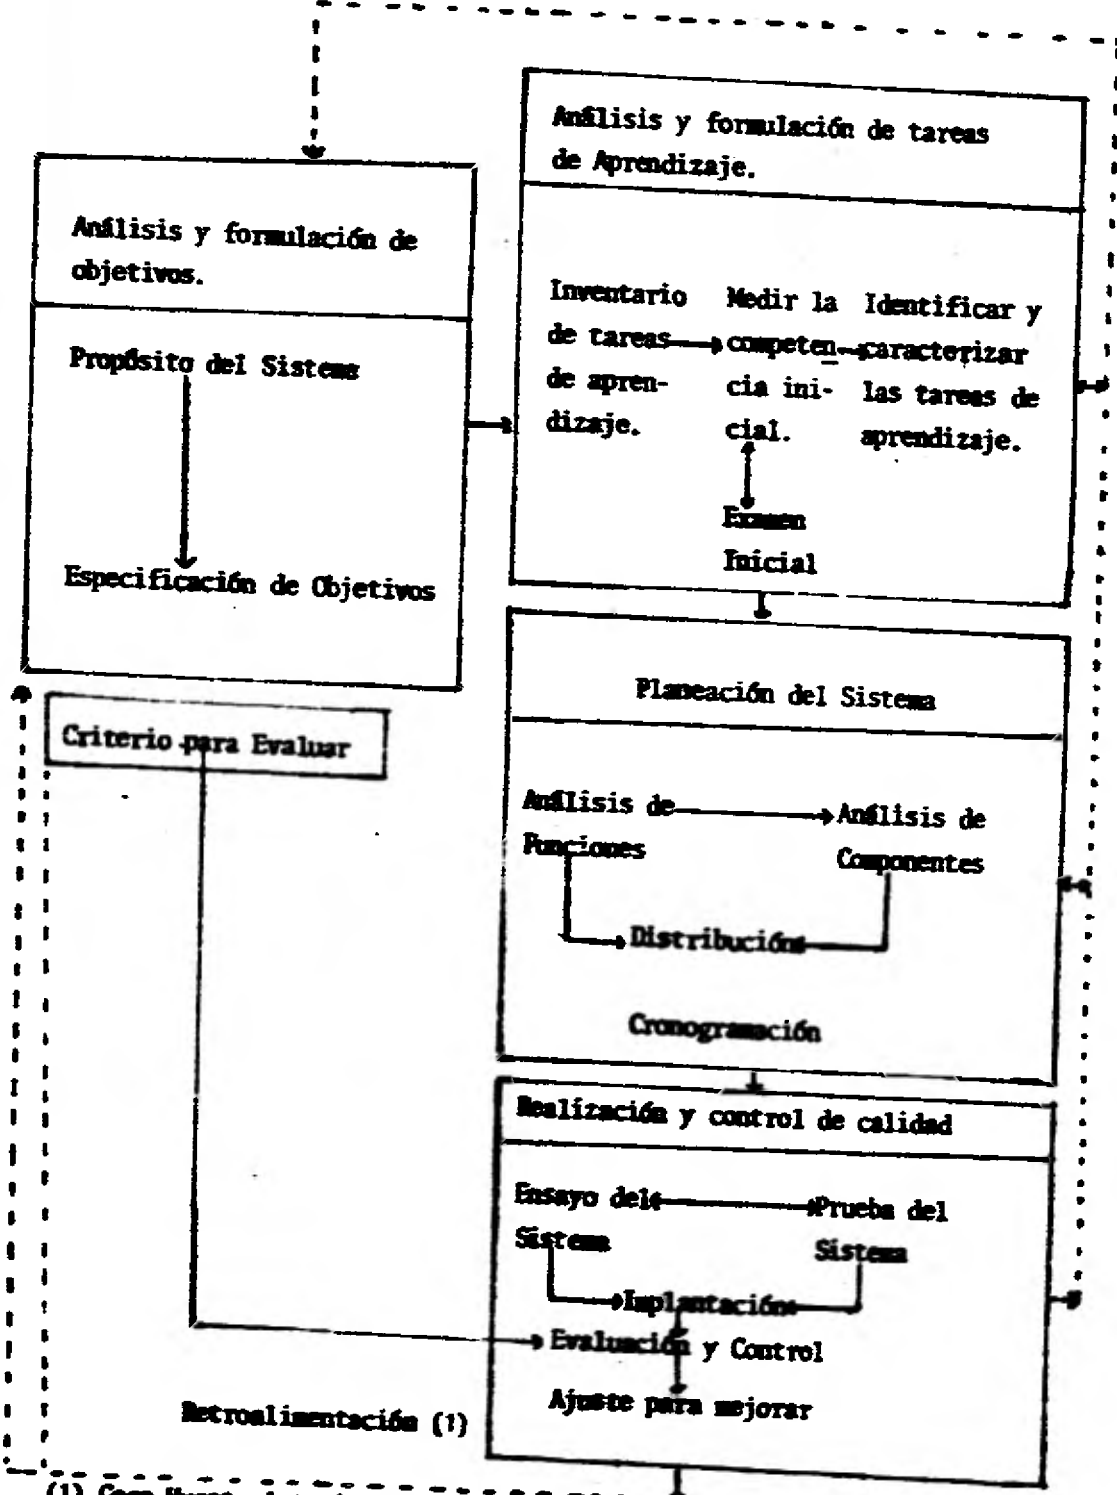 Análisis y formulación de objetivos.
Propósito del Sistema
Especificación de Objetivos
Análisis y formulación de tareas
de Aprendizaje.
Inventario
de tareas
de apren-
dizaje.
Medir la
competen
cia ini-
cial.
Identificar y
caracterizar
las tareas de
aprendizaje.
Examen
Inicial
Planeación del Sistema
Análisis de
Funciones
Análisis de
Componentes
Distribución
Cronogramación
Criterio para Evaluar
Realización y control de calidad
Ensayo del
Sistema
Prueba del
Sistema
Implantación
Evaluación y Control
Ajuste para mejorar
Retroalimentación (1)
(1)